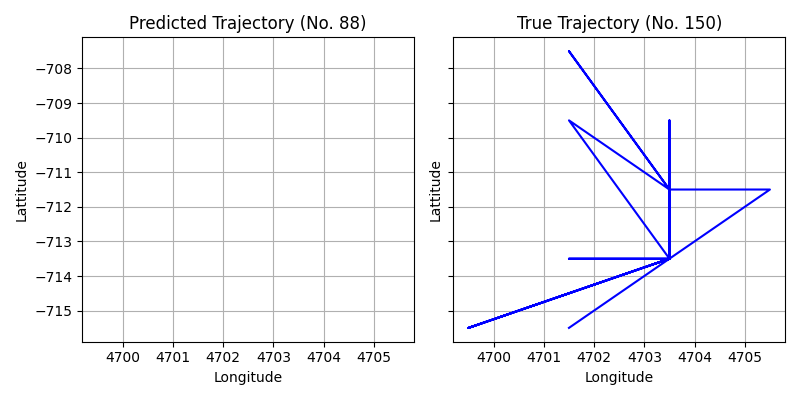 Predicted Trajectory (No. 88)
True Trajectory (No. 150)
−708
−709
−710
−711
−712
−713
−714
−715
Lattitude
4700 4701 4702 4703 4704 4705
Longitude
Lattitude
4700 4701 4702 4703 4704 4705
Longitude